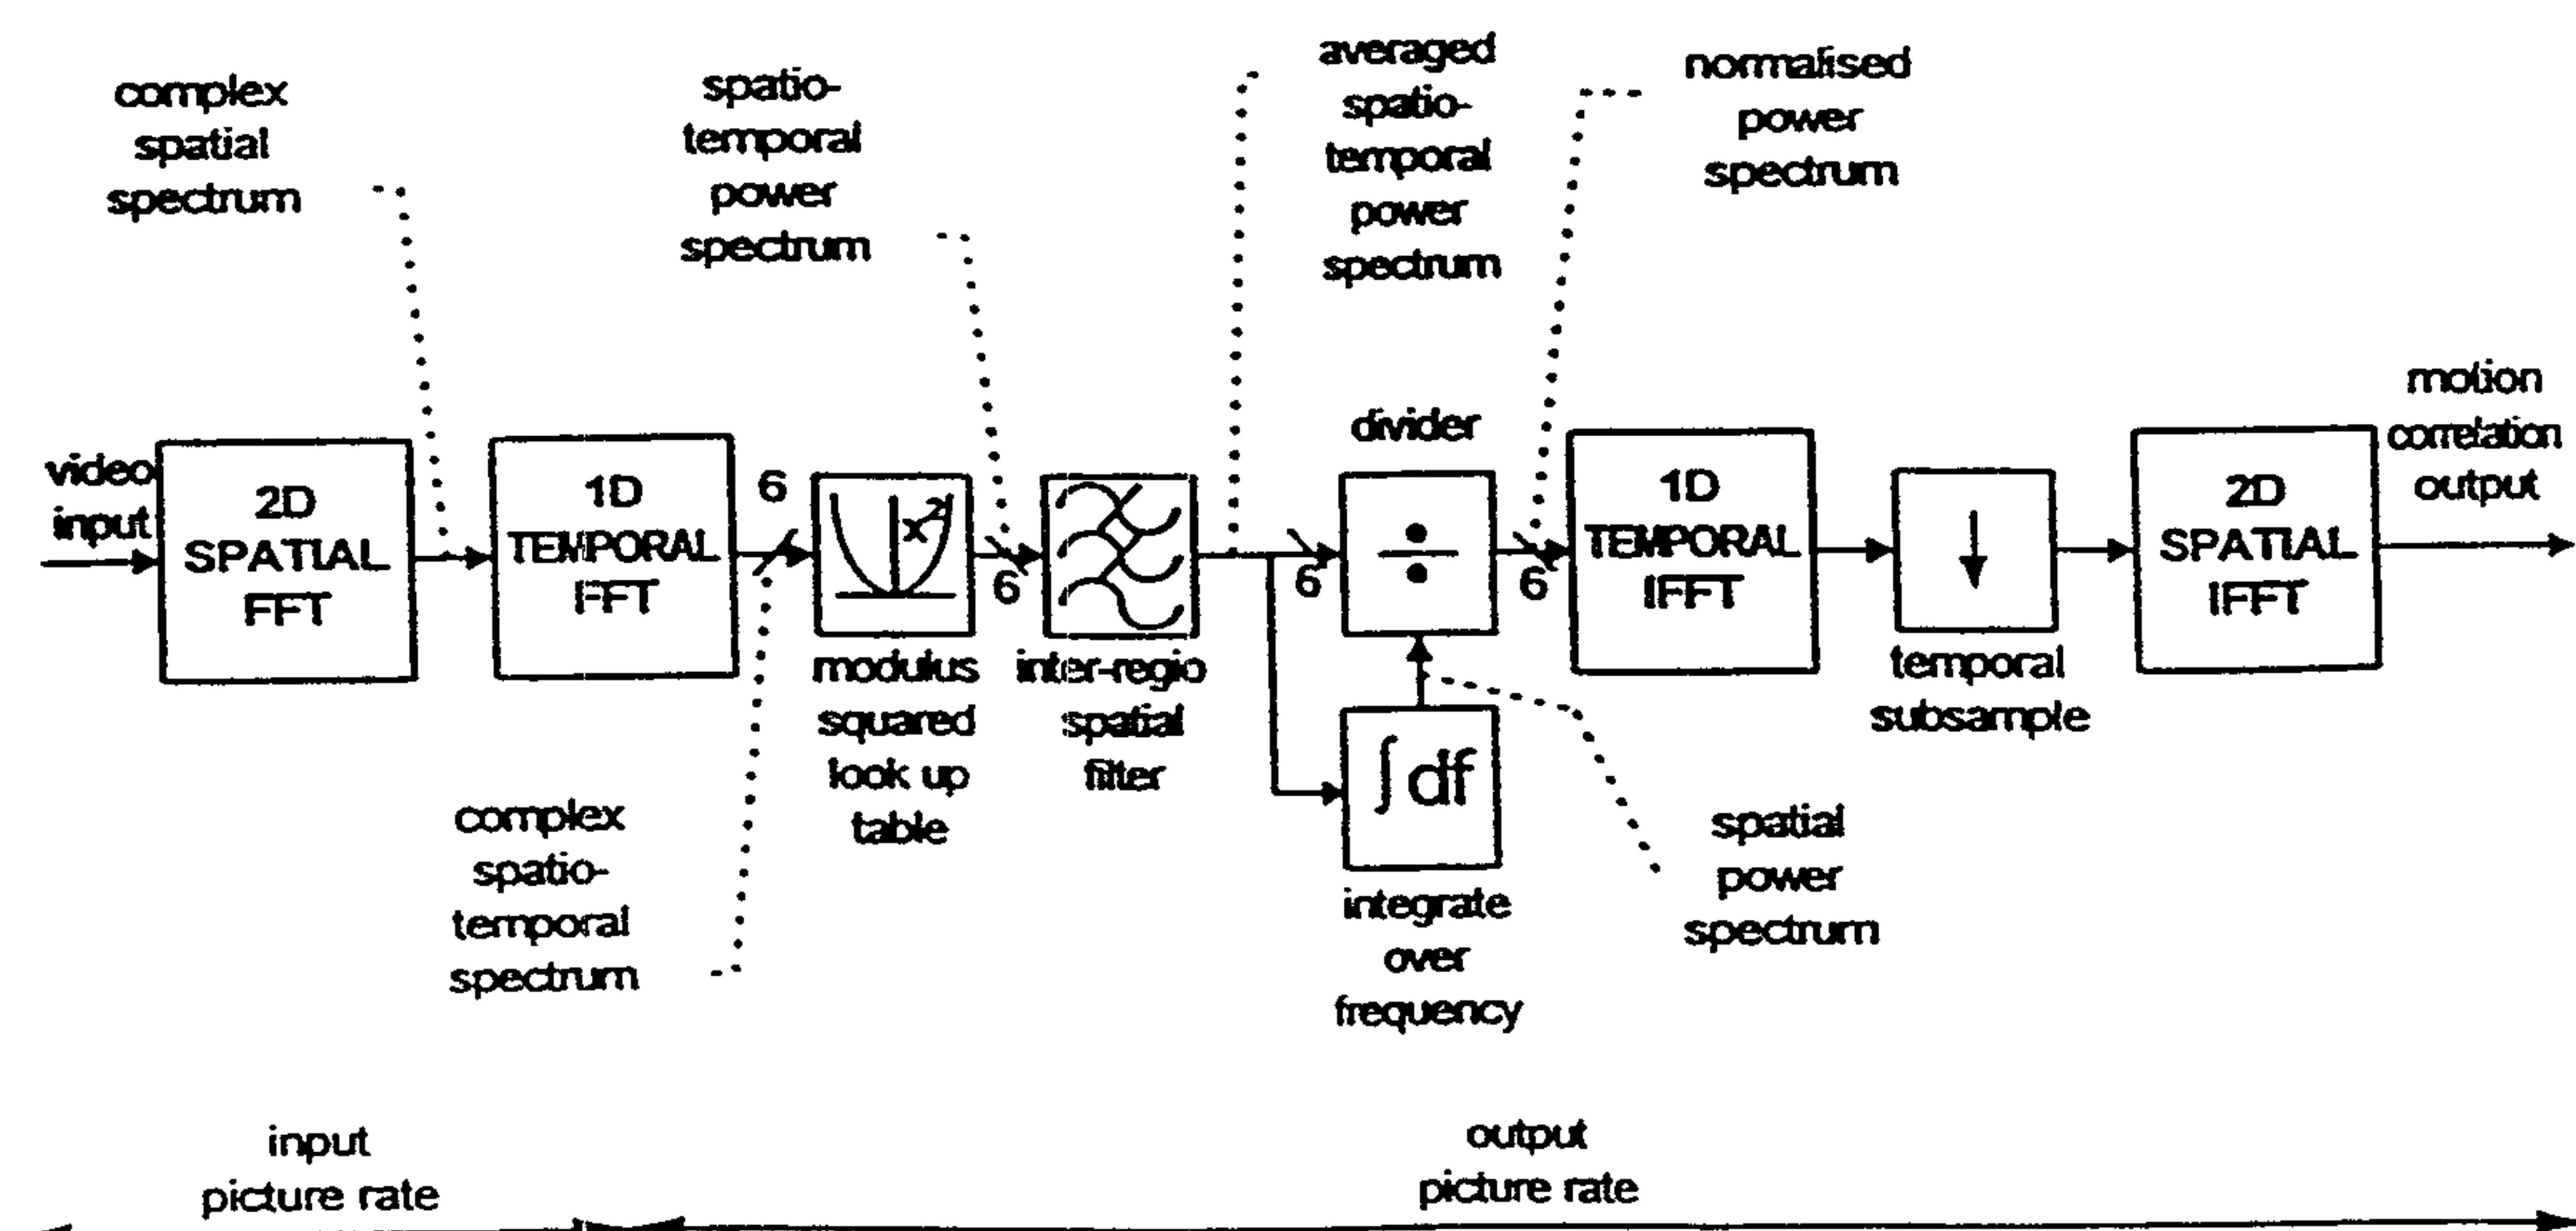 complex
spatial
spectrum
spatio-
temporal
power
spectrum
averaged
spatio-
temporal
power
spectrum
normalised
power
spectrum
video
input
2D
SPATIAL
FFT
1D
TEMPORAL
FFT
6
x²
modulus
squared
look up
table
6
inter-regio
spatial
filter
6
divider
÷
6
∫df
integrate
over
frequency
1D
TEMPORAL
IFFT
temporal
subsample
2D
SPATIAL
IFFT
motion
correlation
output
complex
spatio-
temporal
spectrum
spatial
power
spectrum
input
picture rate
output
picture rate